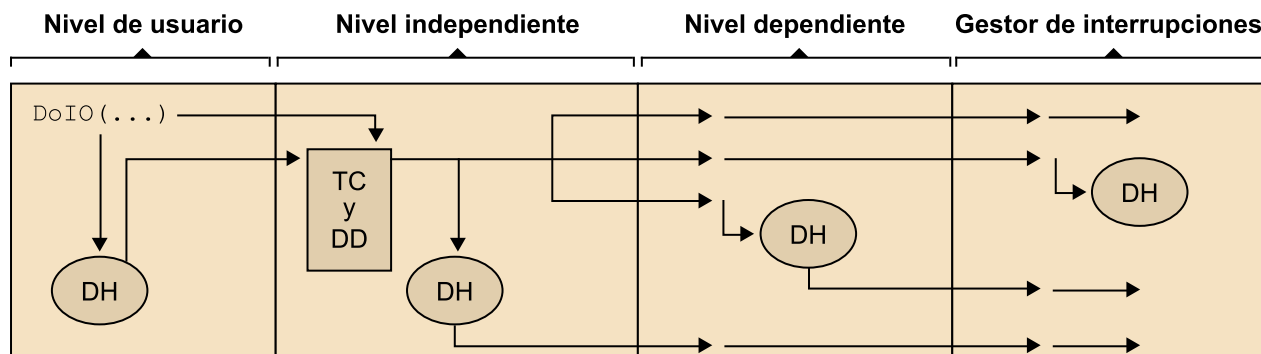 Nivel de usuario
Nivel independiente
Nivel dependiente
Gestor de interrupciones
DoIO(...)
TC
y
DD
DH
DH
DH
DH